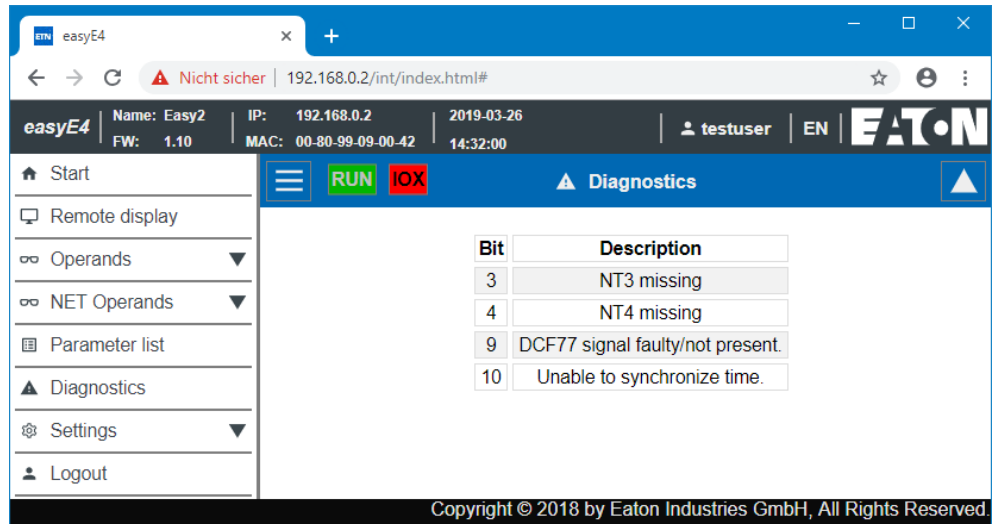 ETN easyE4
Nicht sicher | 192.168.0.2/int/index.html#
easyE4 Name: Easy2 IP: 192.168.0.2 2019-03-26
FW: 1.10 MAC: 00-80-99-09-00-42 14:32:00
testuser EN EATON
Start
RUN IOX Diagnostics
Remote display
Operands
NET Operands
Parameter list
Diagnostics
Settings
Logout
Bit Description
3 NT3 missing
4 NT4 missing
9 DCF77 signal faulty/not present.
10 Unable to synchronize time.
Copyright © 2018 by Eaton Industries GmbH, All Rights Reserved.